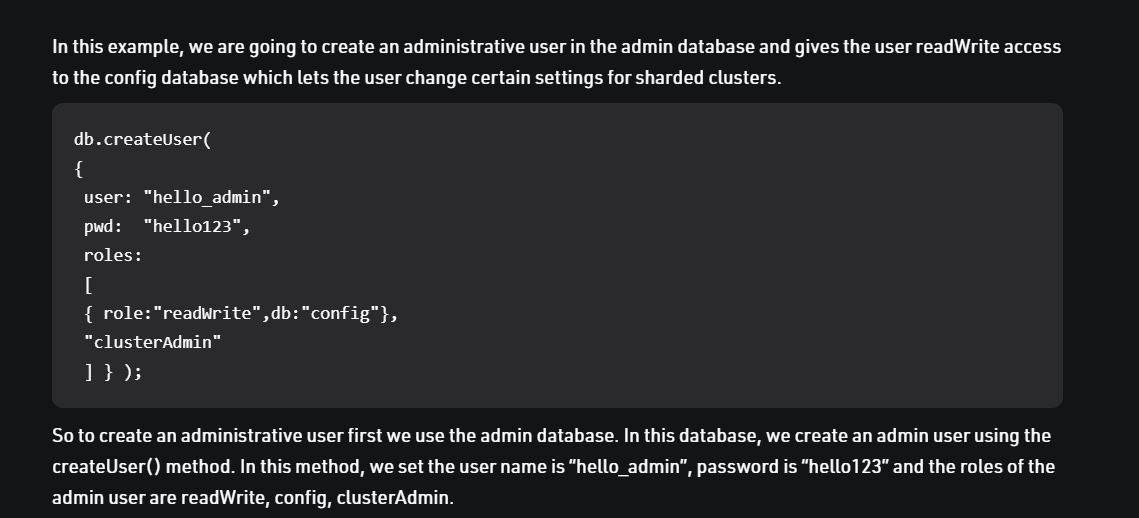 In this example, we are going to create an administrative user in the admin database and gives the user readWrite access
to the config database which lets the user change certain settings for sharded clusters.
db.createUser(
{
 user: "hello_admin",
 pwd:  "hello123",
 roles:
 [
 { role:"readWrite",db:"config"},
 "clusterAdmin"
 ] } );
So to create an administrative user first we use the admin database. In this database, we create an admin user using the
createUser() method. In this method, we set the user name is “hello_admin”, password is “hello123” and the roles of the
admin user are readWrite, config, clusterAdmin.